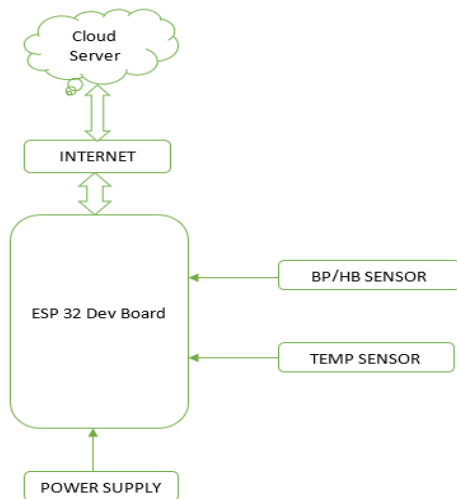 Cloud
Server
INTERNET
BP/HB SENSOR
ESP 32 Dev Board
TEMP SENSOR
POWER SUPPLY